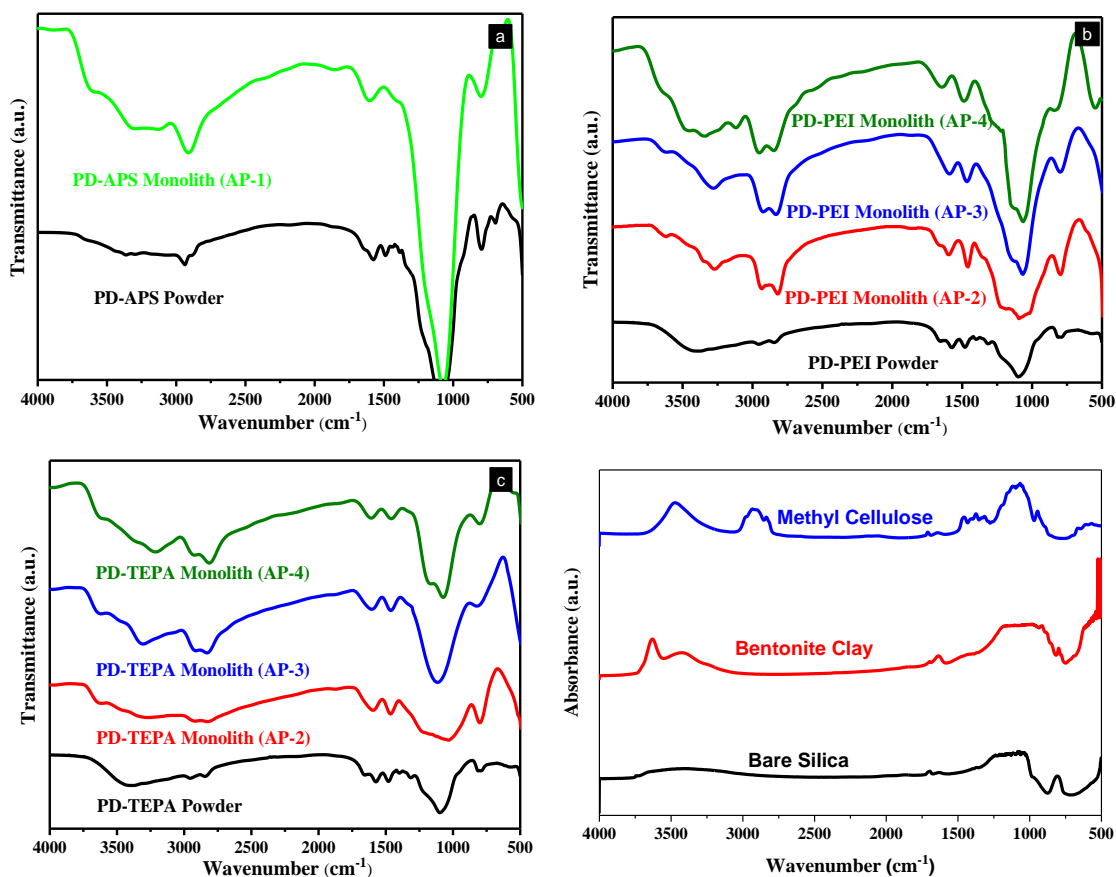 a
Transmittance (a.u.)
PD-APS Monolith (AP-1)
PD-APS Powder
4000 3500 3000 2500 2000 1500 1000 500
Wavenumber (cm⁻¹)
b
Transmittance (a.u.)
PD-PEI Monolith (AP-4)
PD-PEI Monolith (AP-3)
PD-PEI Monolith (AP-2)
PD-PEI Powder
4000 3500 3000 2500 2000 1500 1000 500
Wavenumber (cm⁻¹)
c
Transmittance (a.u.)
PD-TEPA Monolith (AP-4)
PD-TEPA Monolith (AP-3)
PD-TEPA Monolith (AP-2)
PD-TEPA Powder
4000 3500 3000 2500 2000 1500 1000 500
Wavenumber (cm⁻¹)
Absorbance (a.u.)
Methyl Cellulose
Bentonite Clay
Bare Silica
4000 3500 3000 2500 2000 1500 1000 500
Wavenumber (cm⁻¹)